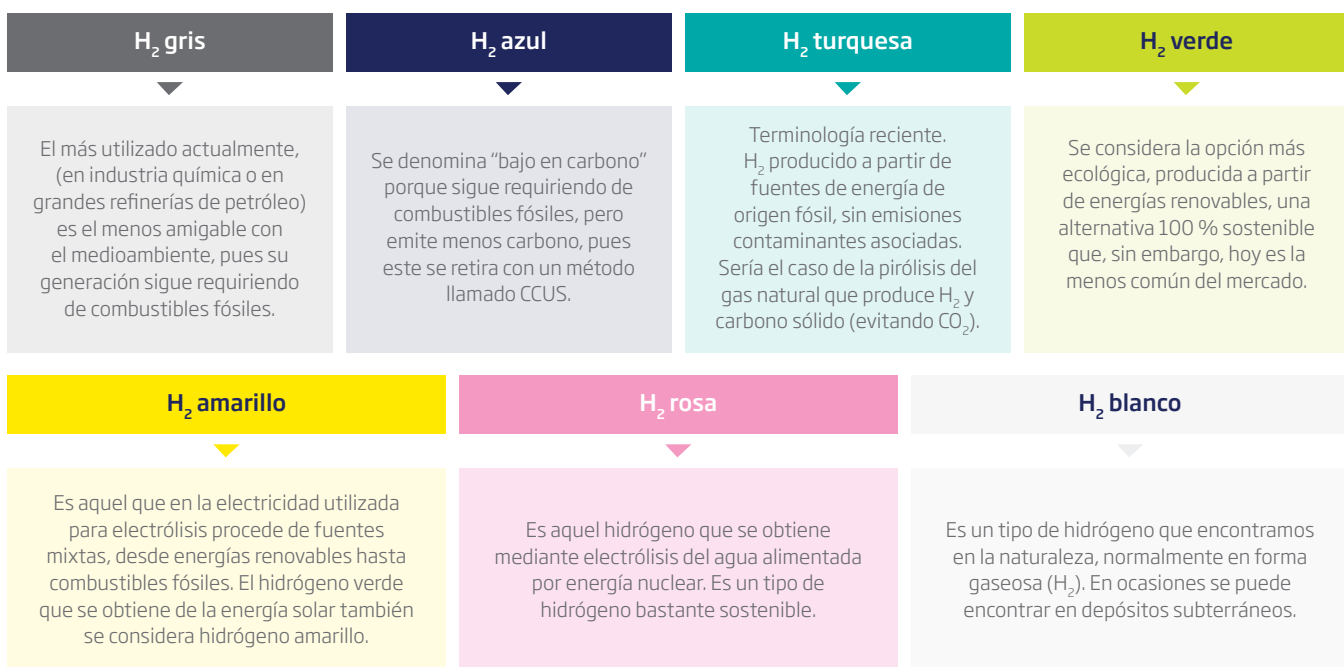 H₂ gris
El más utilizado actualmente,
(en industria química o en
grandes refinerías de petróleo)
es el menos amigable con
el medioambiente, pues su
generación sigue requiriendo
de combustibles fósiles.
H₂ azul
Se denomina “bajo en carbono”
porque sigue requiriendo de
combustibles fósiles, pero
emite menos carbono, pues
este se retira con un método
llamado CCUS.
H₂ turquesa
Terminología reciente.
H₂ producido a partir de
fuentes de energía de
origen fósil, sin emisiones
contaminantes asociadas.
Sería el caso de la pirólisis del
gas natural que produce H₂ y
carbono sólido (evitando CO₂).
H₂ verde
Se considera la opción más
ecológica, producida a partir
de energías renovables, una
alternativa 100 % sostenible
que, sin embargo, hoy es la
menos común del mercado.
H₂ amarillo
Es aquel que en la electricidad utilizada
para electrólisis procede de fuentes
mixtas, desde energías renovables hasta
combustibles fósiles. El hidrógeno verde
que se obtiene de la energía solar también
se considera hidrógeno amarillo.
H₂ rosa
Es aquel hidrógeno que se obtiene
mediante electrólisis del agua alimentada
por energía nuclear. Es un tipo de
hidrógeno bastante sostenible.
H₂ blanco
Es un tipo de hidrógeno que encontramos
en la naturaleza, normalmente en forma
gaseosa (H₂). En ocasiones se puede
encontrar en depósitos subterráneos.